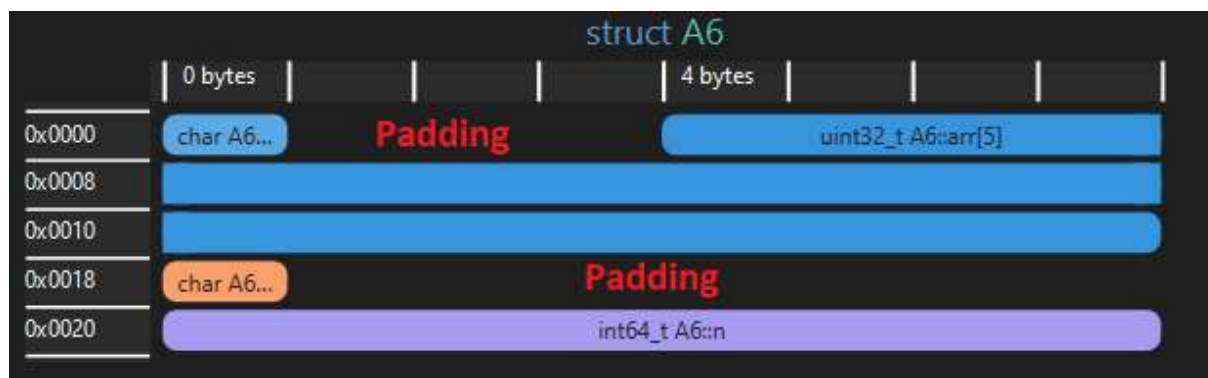 struct A6
0 bytes 4 bytes
0x0000 char A6... Padding uint32_t A6::arr[5]
0x0008
0x0010
0x0018 char A6... Padding
0x0020 int64_t A6::n